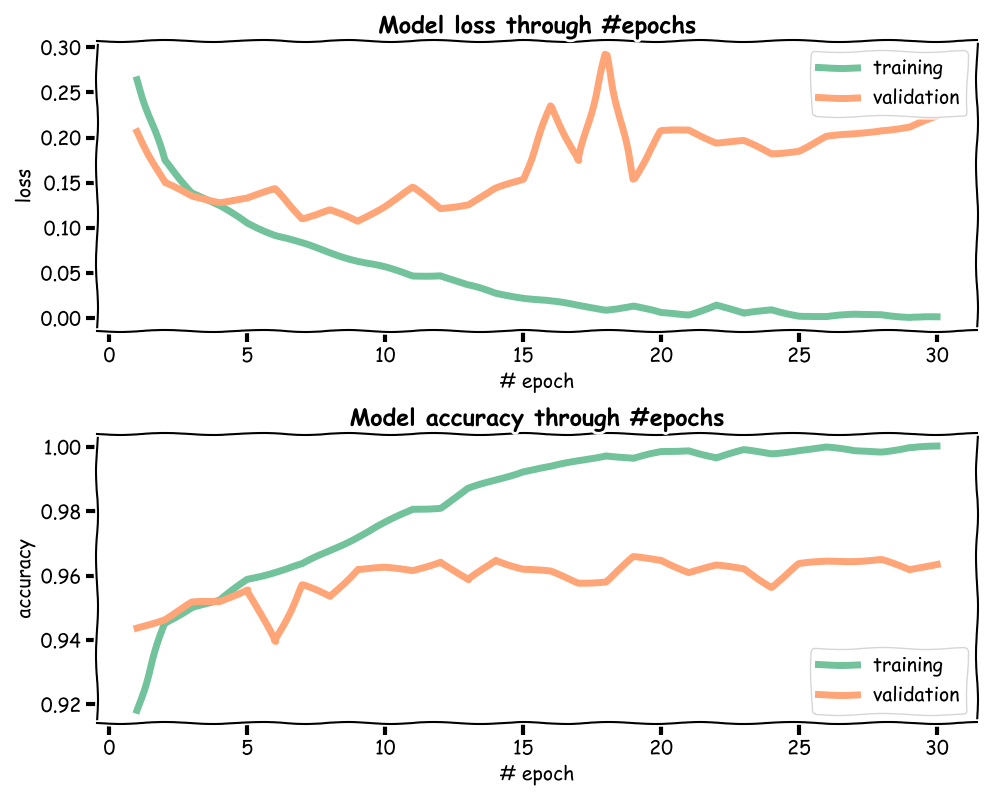 Model loss through #epochs
0.30
0.25
0.20
0.15
0.10
0.05
0.00
loss
training
validation
0 5 10 15 20 25 30
# epoch
Model accuracy through #epochs
1.00
0.98
0.96
0.94
0.92
accuracy
training
validation
0 5 10 15 20 25 30
# epoch